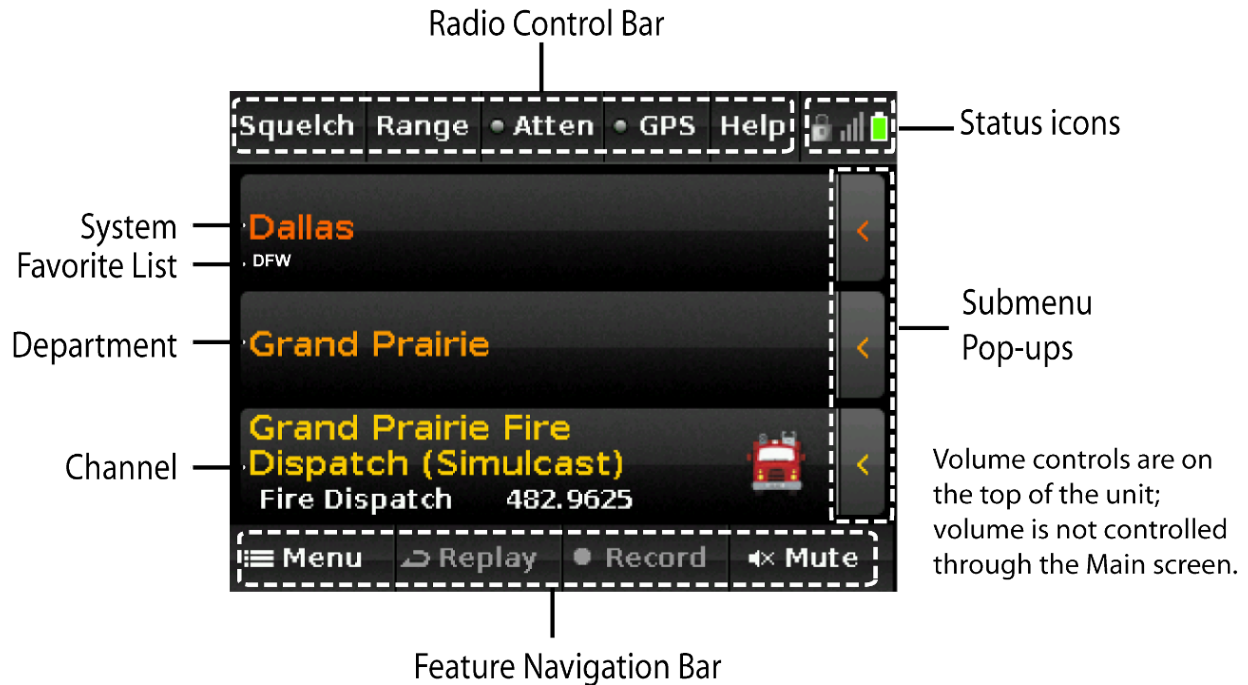 Radio Control Bar
Squelch Range Atten GPS Help
Status icons
System
Dallas
<
Favorite List
DFW
Submenu
Pop-ups
Department
Grand Prairie
<
Channel
Grand Prairie Fire
Dispatch (Simulcast)
<
Fire Dispatch 482.9625
Volume controls are on
the top of the unit;
volume is not controlled
through the Main screen.
Menu Replay Record Mute
Feature Navigation Bar